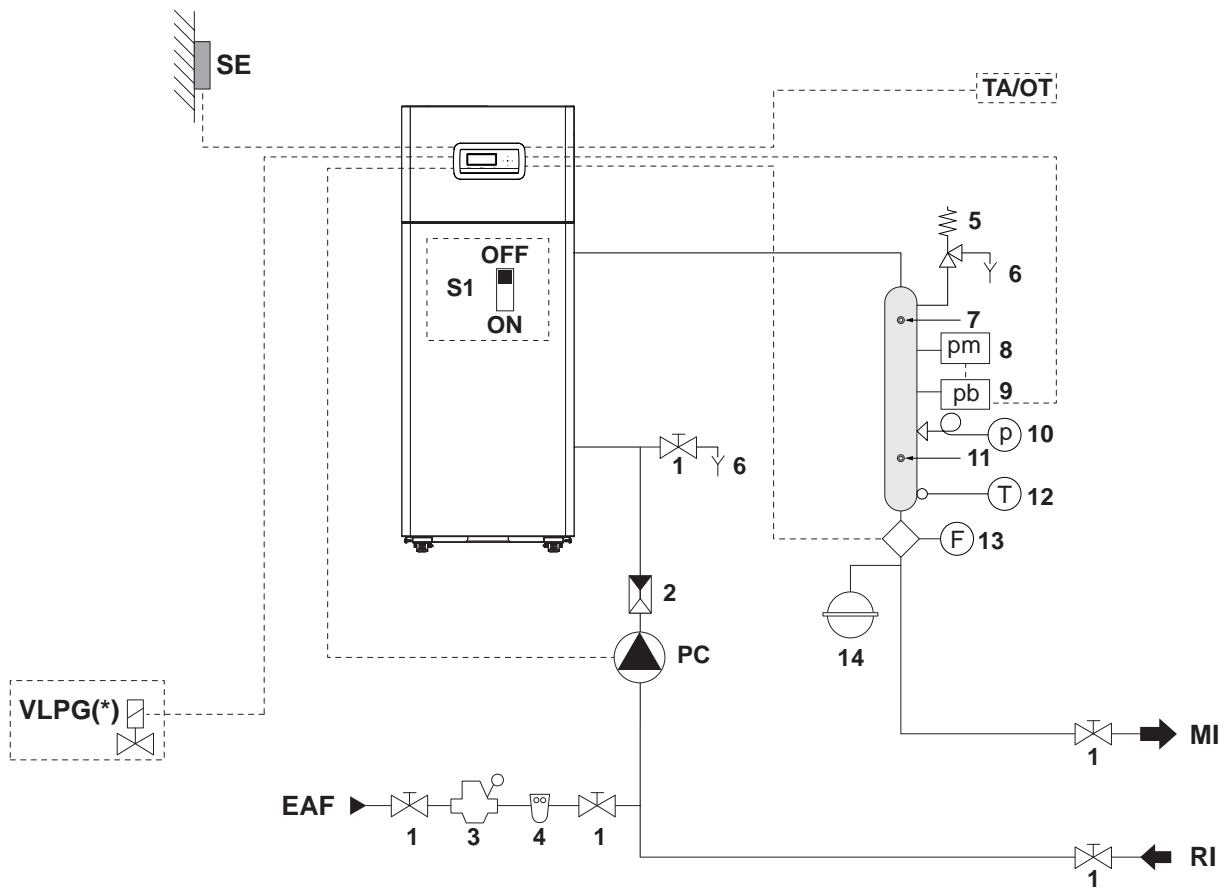 SE
TA/OT
OFF
S1
ON
5
6
7
pm 8
pb 9
p 10
11
T 12
F 13
1
6
2
PC
14
VLPG(*)
MI
1
EAF
1
3
4
1
RI
1